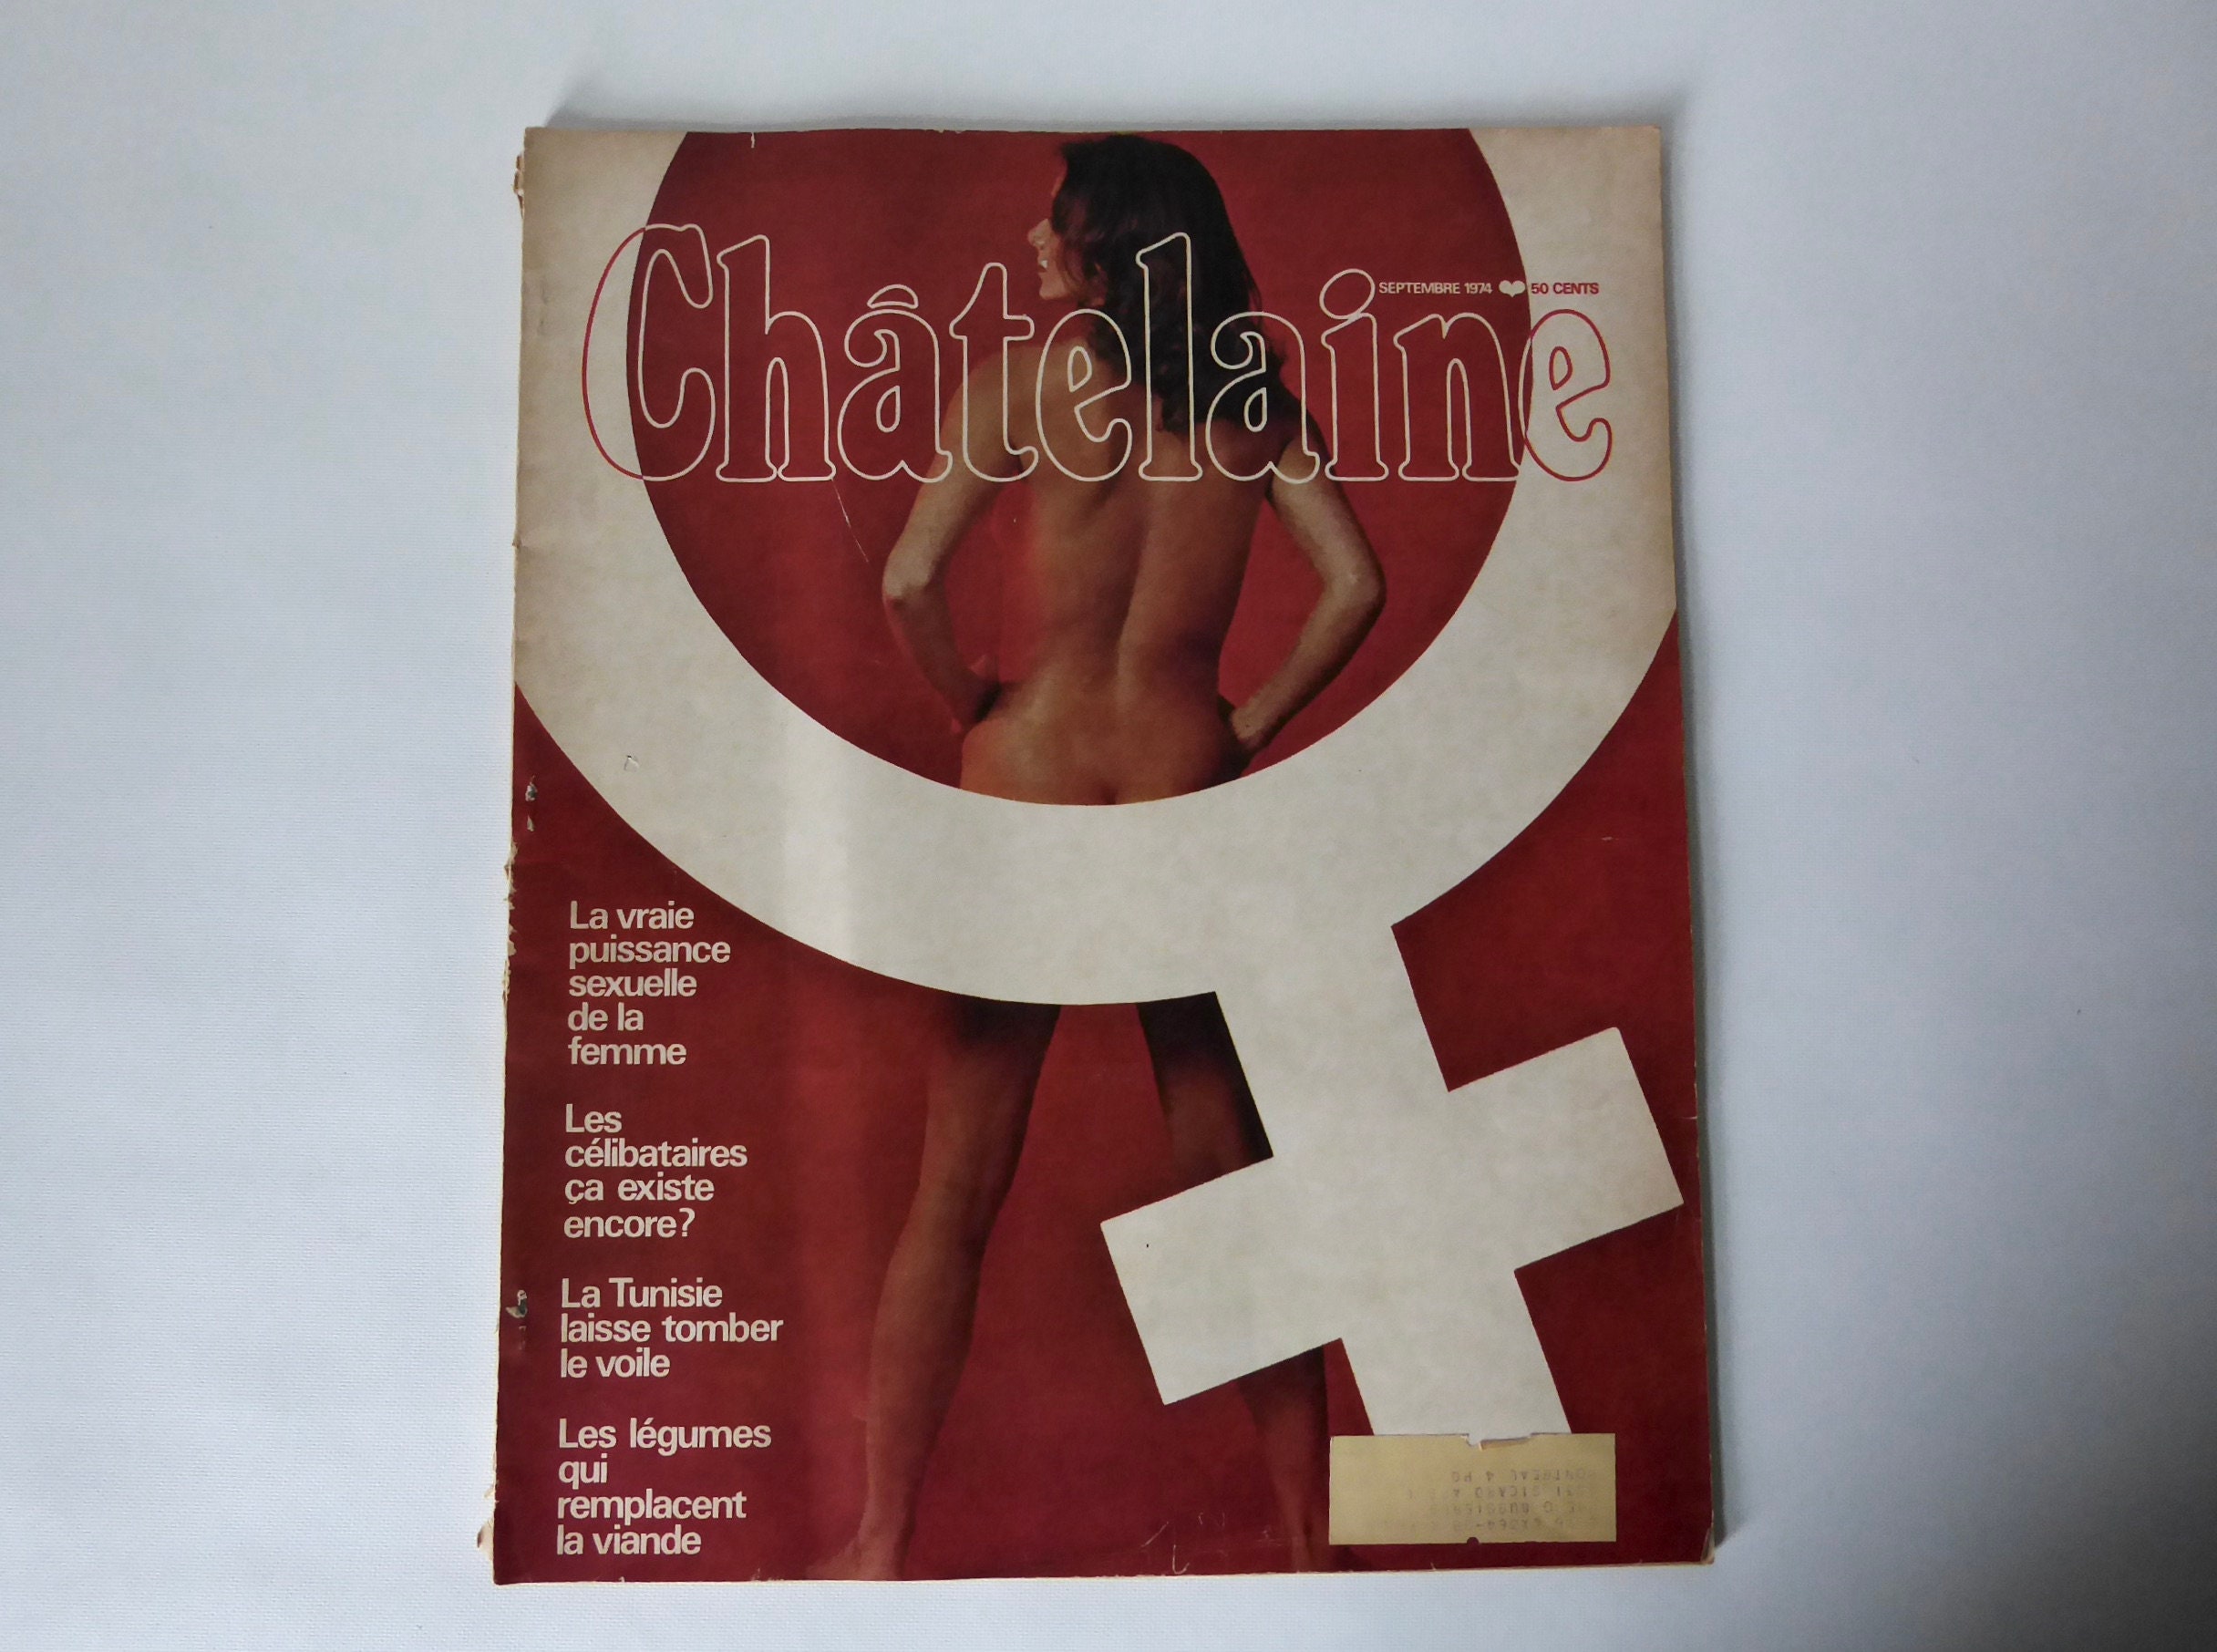 Châtelaine
SEPTEMBRE 1974 50 CENTS
La vraie
puissance
sexuelle
de la
femme
Les
célibataires
ça existe
encore?
La Tunisie
laisse tomber
le voile
Les légumes
qui
remplacent
la viande